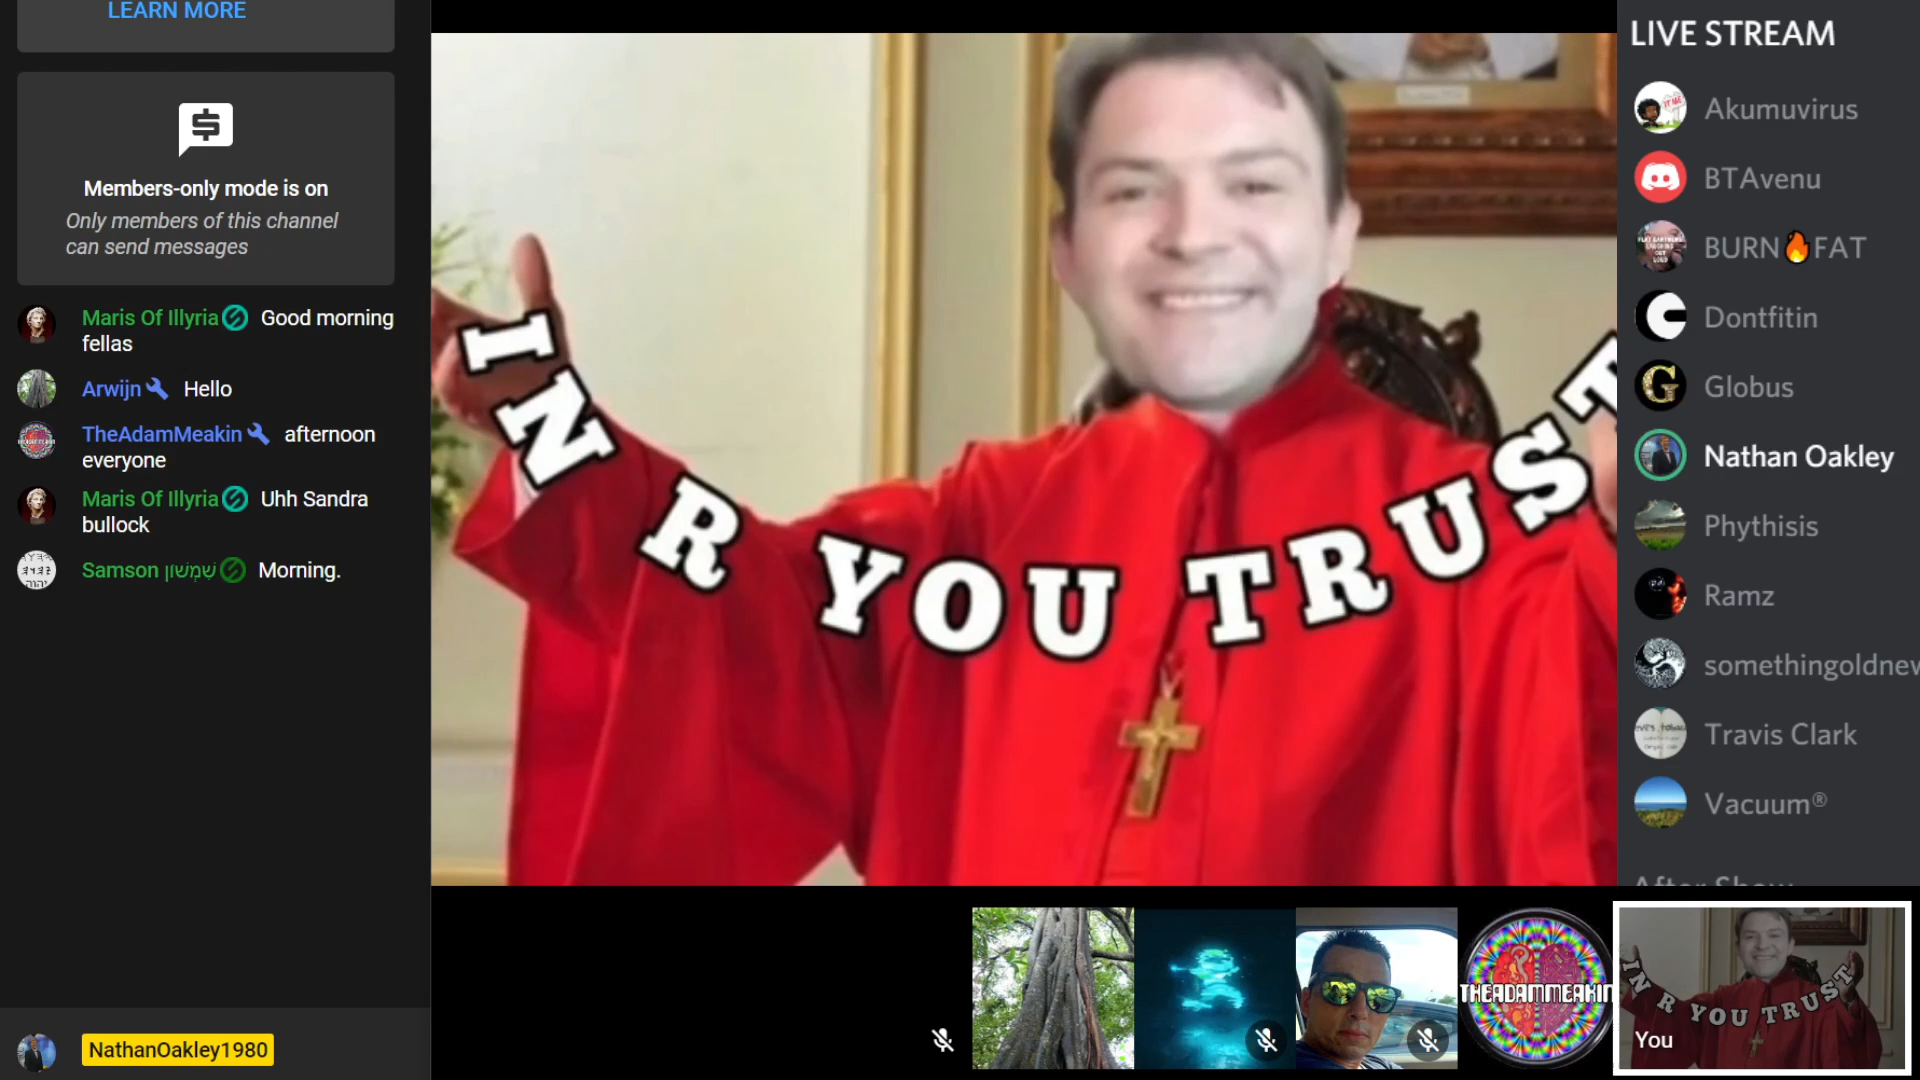 LEARN MORE
Members-only mode is on
Only members of this channel
can send messages
Maris Of Illyria Good morning
fellas
Arwijn Hello
TheAdamMeakin afternoon
everyone
Maris Of Illyria Uhh Sandra
bullock
Samson שִׁמְשׁוֹן| Morning.
NathanOakley1980
IN R YOU TRUST
LIVE STREAM
Akumuvirus
BTAvenu
BURN🔥FAT
Dontfitin
Globus
Nathan Oakley
Phythisis
Ramz
somethingoldnew
Travis Clark
Vacuum®
After Show
THEADAMMEAKIN
IN R YOU TRUST
You